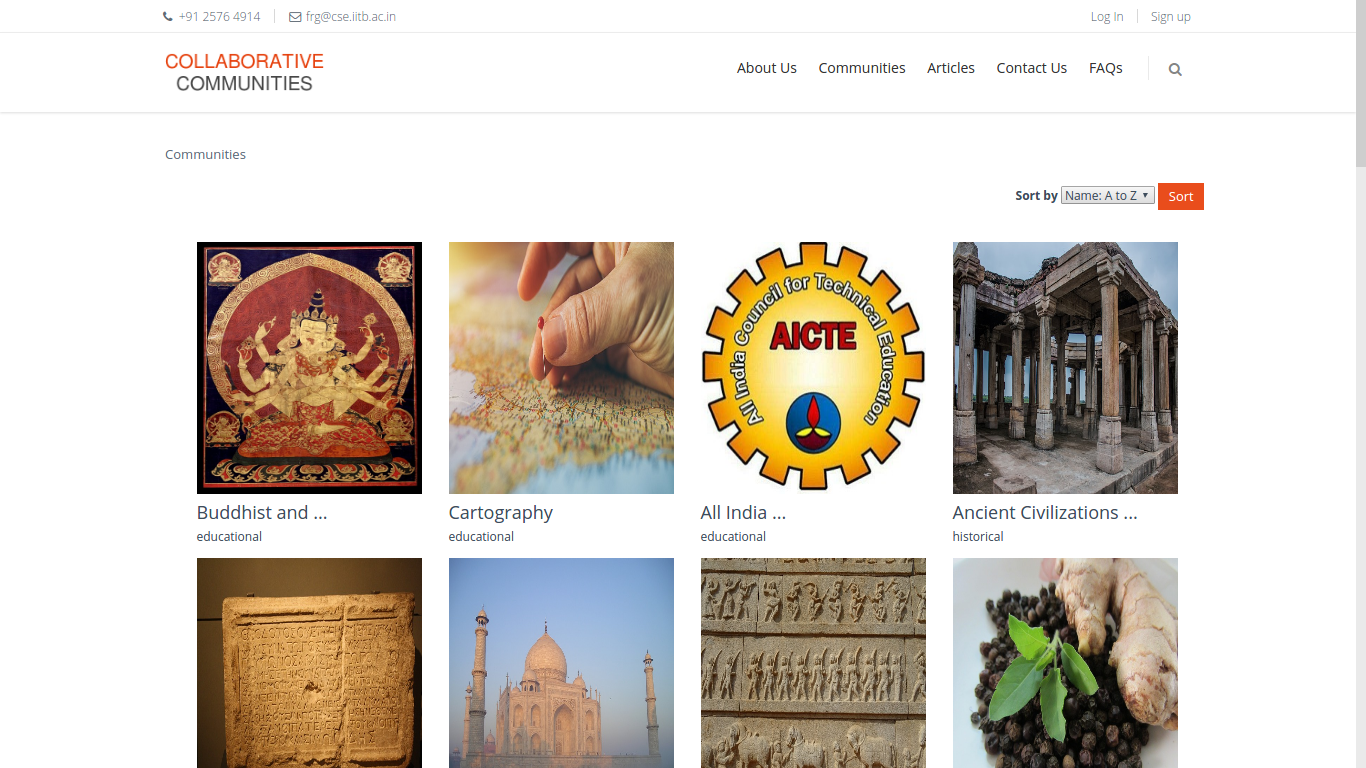 +91 2576 4914
frg@cse.iitb.ac.in
Log In
Sign up
COLLABORATIVE
COMMUNITIES
About Us
Communities
Articles
Contact Us
FAQs
Communities
Sort by
Name: A to Z
Sort
All India Council for Technical Education
AICTE
Buddhist and ...
Cartography
All India ...
Ancient Civilizations ...
educational
educational
educational
historical